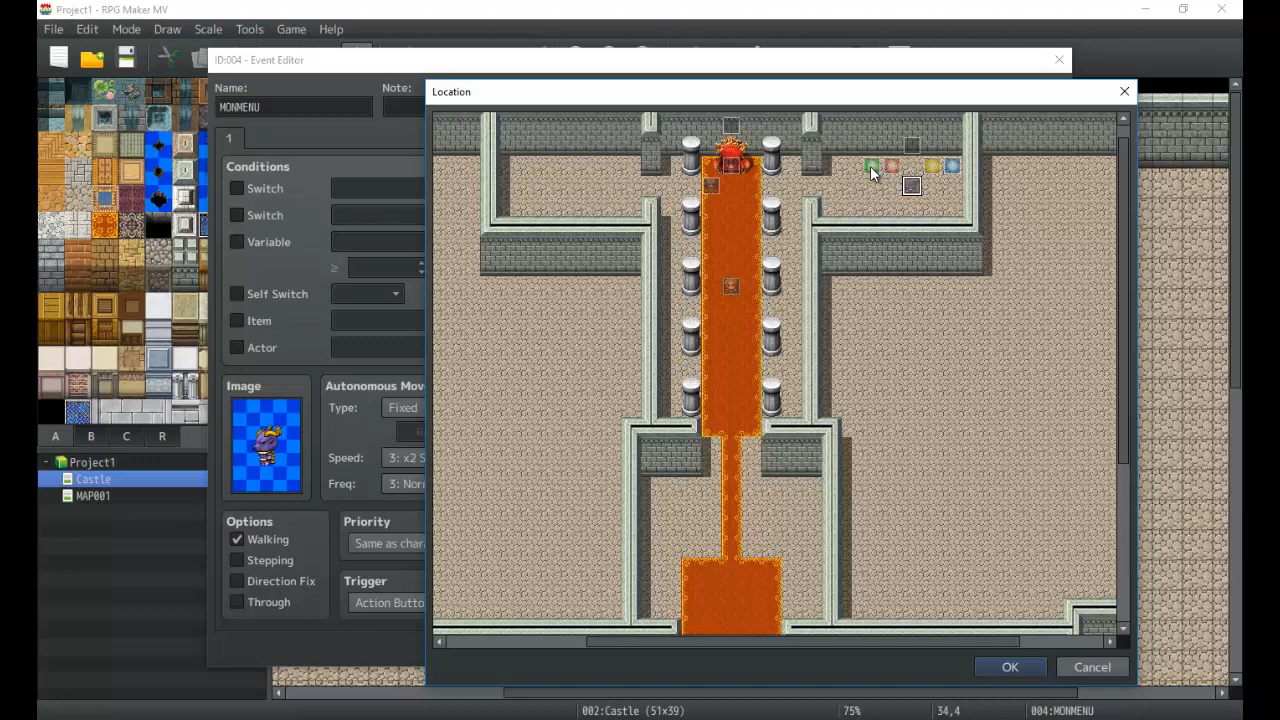 Project1 - RPG Maker MV
File Edit Mode Draw Scale Tools Game Help
ID:004 - Event Editor
Name: Note:
MONMENU
1
Conditions
Switch
Switch
Variable
≥
Self Switch
Item
Actor
Image
Autonomous Mov
Type: Fixed
Speed: 3: x2 S
Freq: 3: Nor
Options
Walking
Stepping
Direction Fix
Through
Priority
Same as chara
Trigger
Action Butto
Location
OK Cancel
A B C R
Project1
Castle
MAP001
002:Castle (51x39) 75% 34,4 004:MONMENU